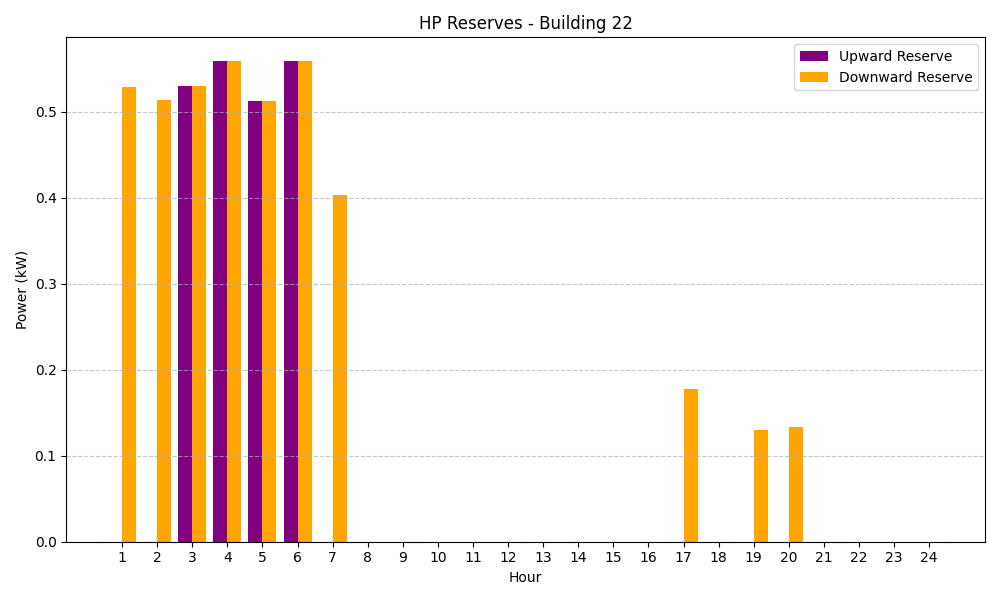 HP Reserves - Building 22
Upward Reserve
Downward Reserve
Power (kW)
0.5
0.4
0.3
0.2
0.1
0.0
1 2 3 4 5 6 7 8 9 10 11 12 13 14 15 16 17 18 19 20 21 22 23 24
Hour